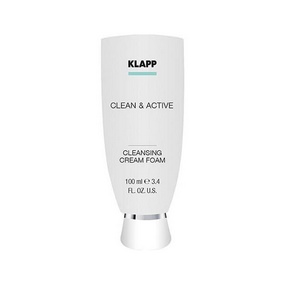 KLAPP
CLEAN & ACTIVE
CLEANSING
CREAM FOAM
100 ml ℮ 3.4
FL. OZ. U.S.